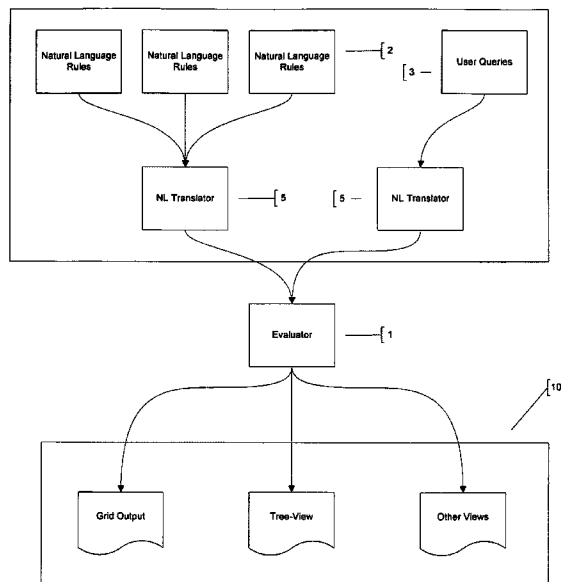 Natural Language
Rules
Natural Language
Rules
Natural Language
Rules
2
3
User Queries
NL Translator
5
5
NL Translator
Evaluator
1
10
Grid Output
Tree-View
Other Views